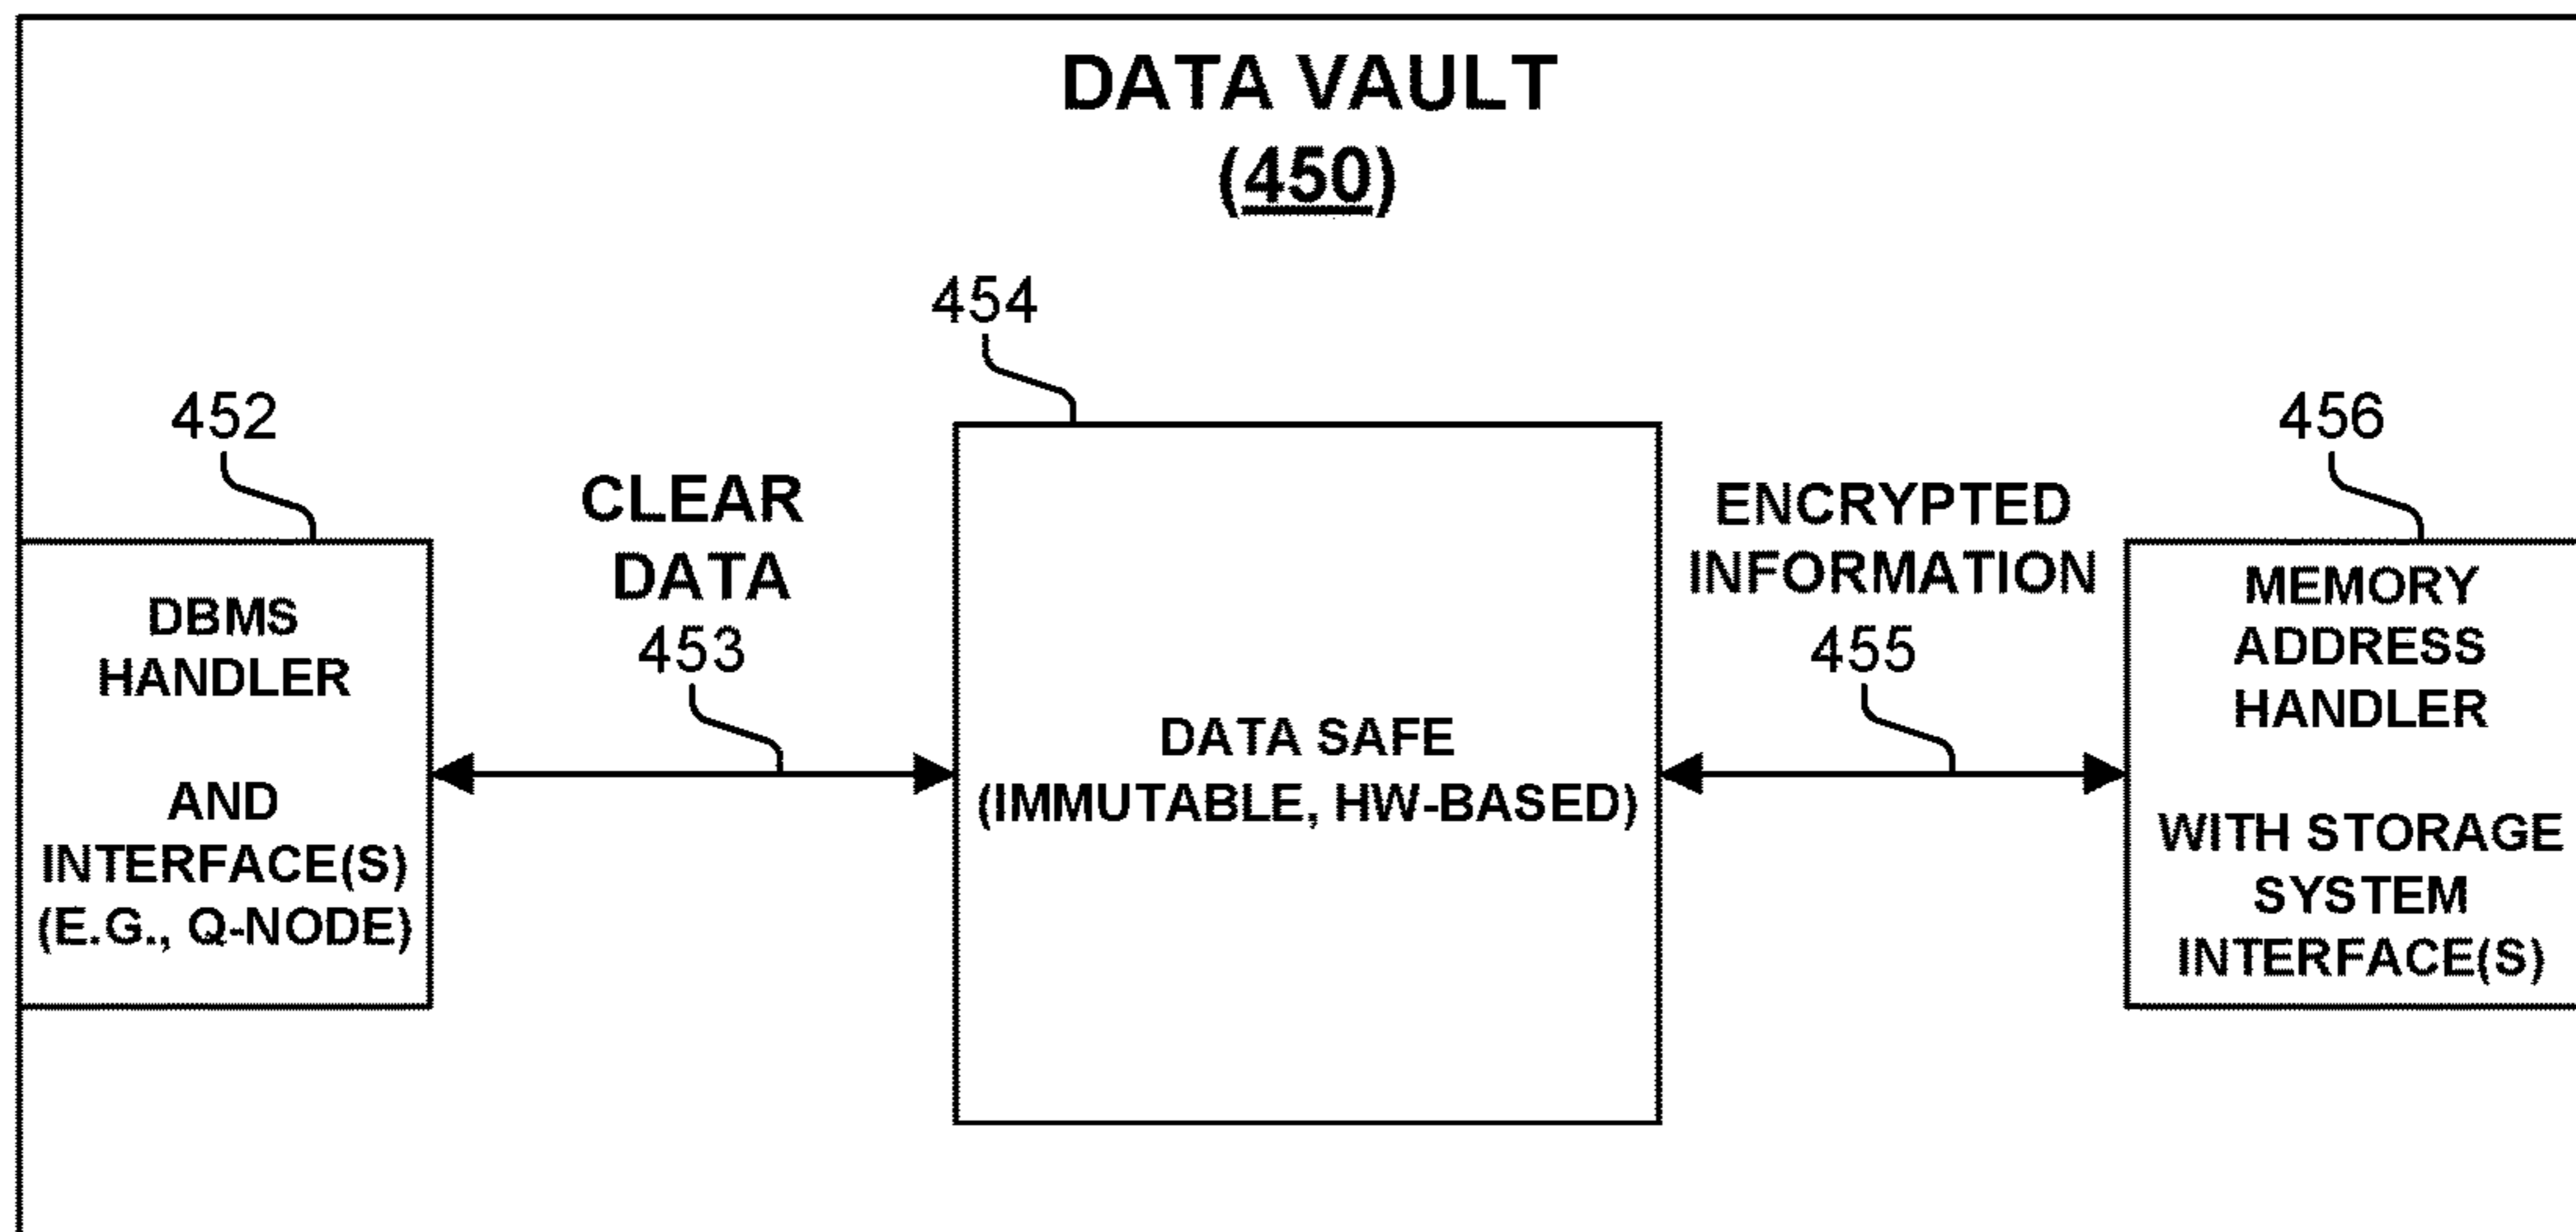 DATA VAULT
(450)
454
452
456
CLEAR
DATA
453
ENCRYPTED
INFORMATION
455
DBMS
HANDLER
AND
INTERFACE(S)
(E.G., Q-NODE)
DATA SAFE
(IMMUTABLE, HW-BASED)
MEMORY
ADDRESS
HANDLER
WITH STORAGE
SYSTEM
INTERFACE(S)